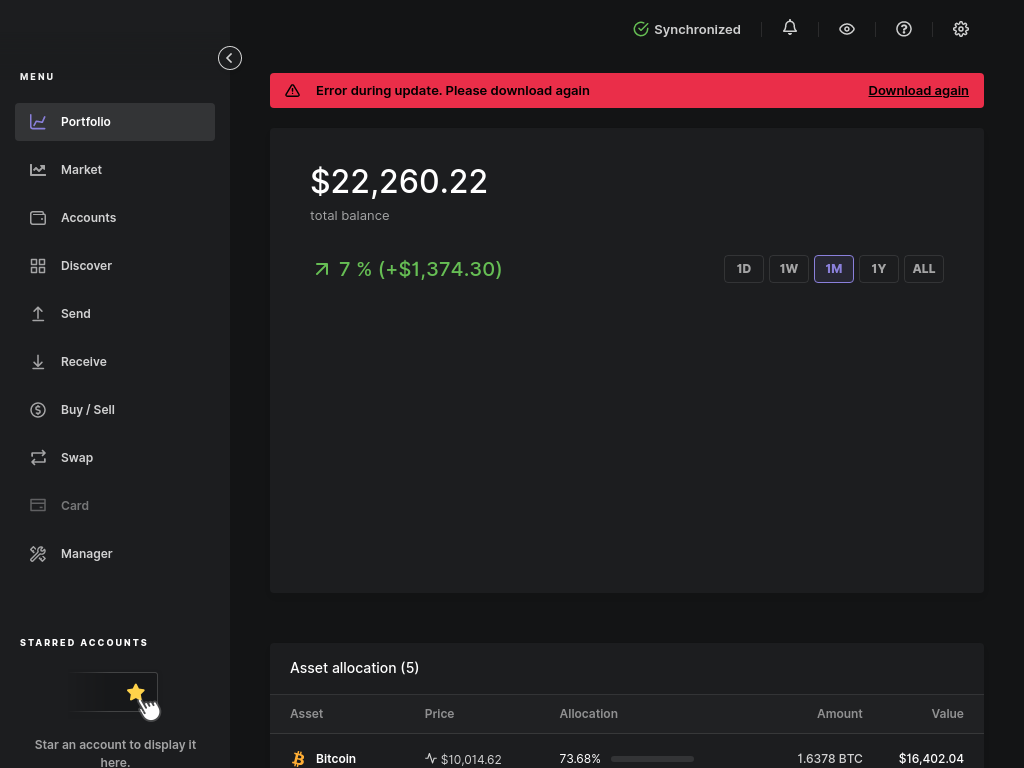 Synchronized
MENU
Error during update. Please download again
Download again
Portfolio
Market
Accounts
Discover
Send
Receive
Buy / Sell
Swap
Card
Manager
$22,260.22
total balance
7 % (+$1,374.30)
1D 1W 1M 1Y ALL
STARRED ACCOUNTS
Star an account to display it
here.
Asset allocation (5)
Asset Price Allocation Amount Value
Bitcoin $10,014.62 73.68% 1.6378 BTC $16,402.04